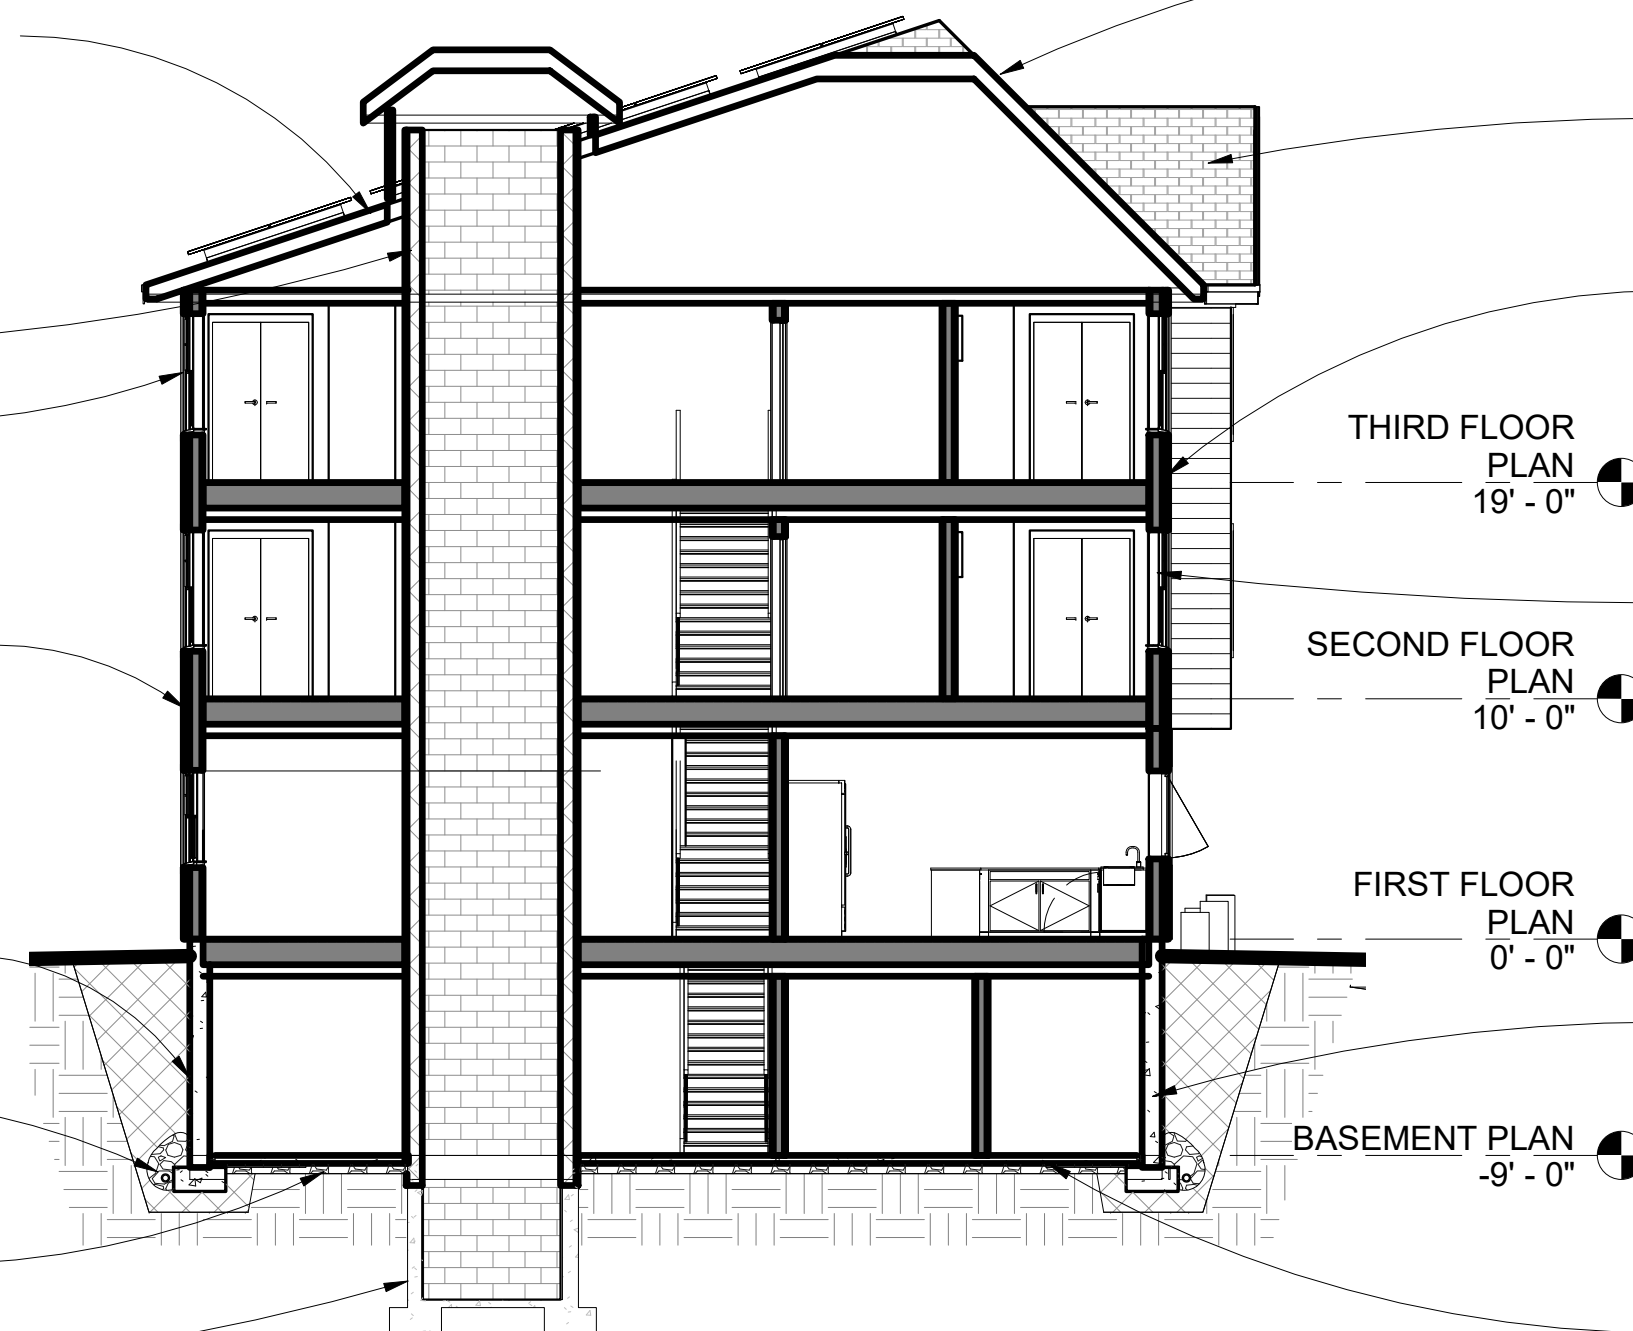 THIRD FLOOR
PLAN
19' - 0"
SECOND FLOOR
PLAN
10' - 0"
FIRST FLOOR
PLAN
0' - 0"
BASEMENT PLAN
-9' - 0"